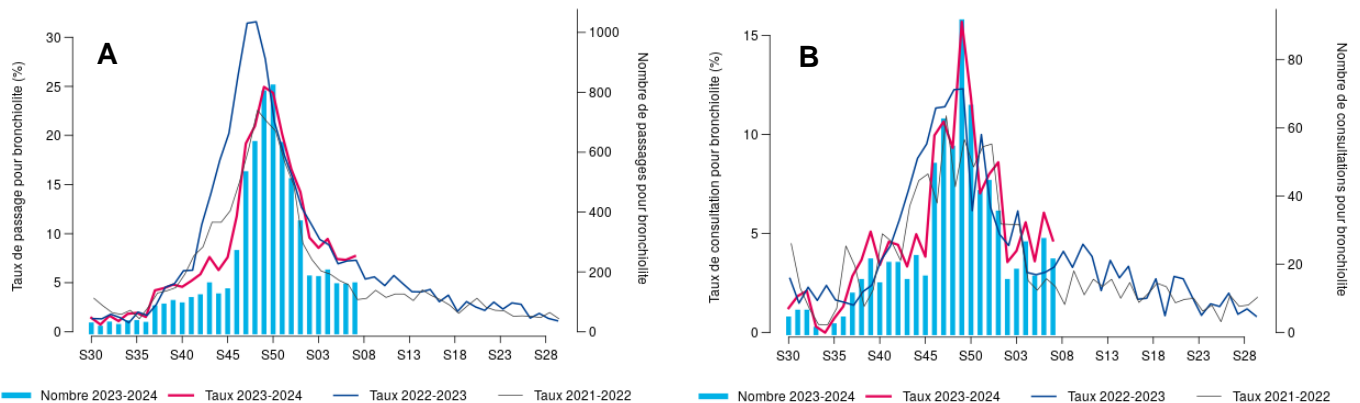 A
Taux de passage pour bronchiolite (%)
30
25
20
15
10
5
0
1000
800
600
400
200
0
Nombre de passages pour bronchiolite
S30 S35 S40 S45 S50 S03 S08 S13 S18 S23 S28
Nombre 2023-2024 Taux 2023-2024 Taux 2022-2023 Taux 2021-2022
B
Taux de consultation pour bronchiolite (%)
15
10
5
0
80
60
40
20
0
Nombre de consultations pour bronchiolite
S30 S35 S40 S45 S50 S03 S08 S13 S18 S23 S28
Nombre 2023-2024 Taux 2023-2024 Taux 2022-2023 Taux 2021-2022